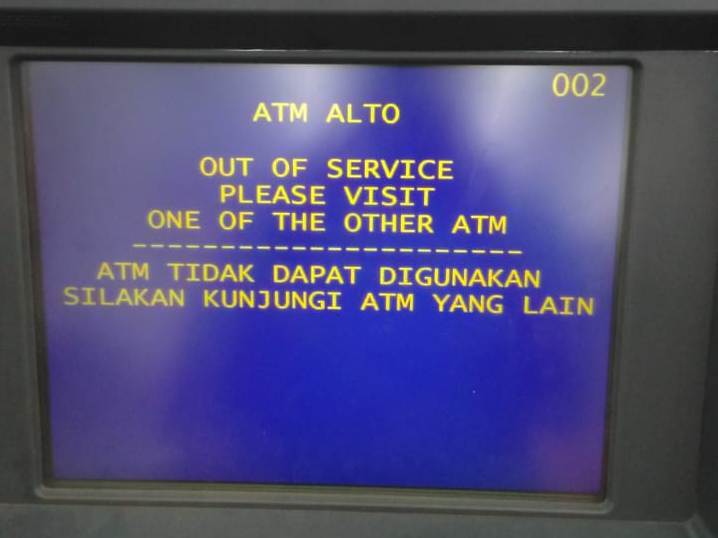 002
ATM ALTO
OUT OF SERVICE
PLEASE VISIT
ONE OF THE OTHER ATM
----------------------
ATM TIDAK DAPAT DIGUNAKAN
SILAKAN KUNJUNGI ATM YANG LAIN